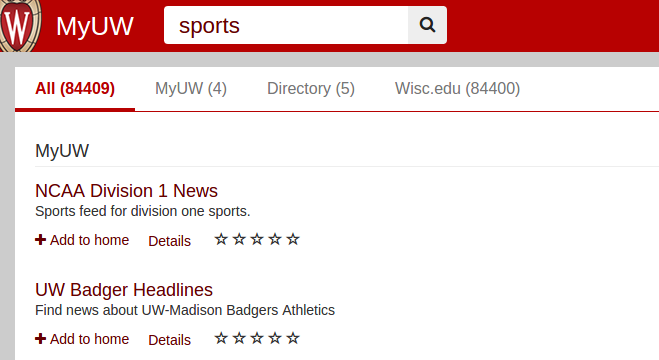 W MyUW sports
All (84409) MyUW (4) Directory (5) Wisc.edu (84400)
MyUW
NCAA Division 1 News
Sports feed for division one sports.
Add to home Details
UW Badger Headlines
Find news about UW-Madison Badgers Athletics
Add to home Details